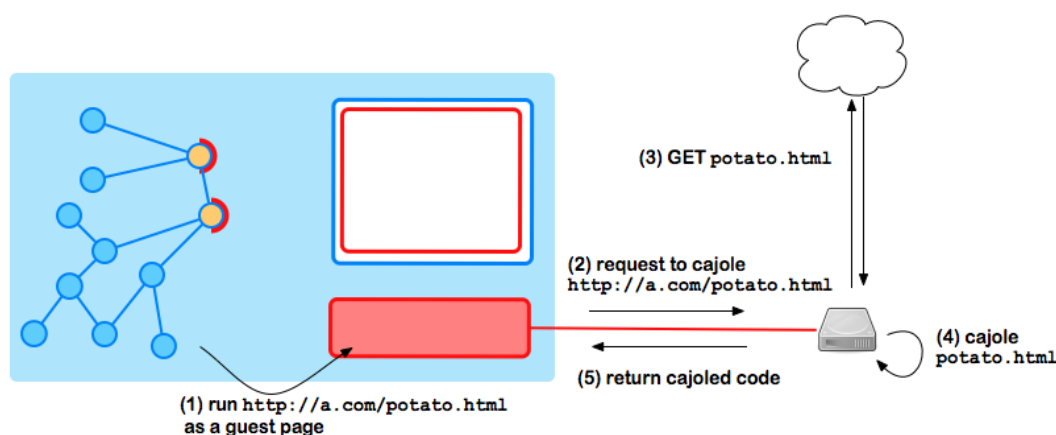 (3) GET potato.html
(2) request to cajole
http://a.com/potato.html
(4) cajole
potato.html
(5) return cajoled code
(1) run http://a.com/potato.html
as a guest page